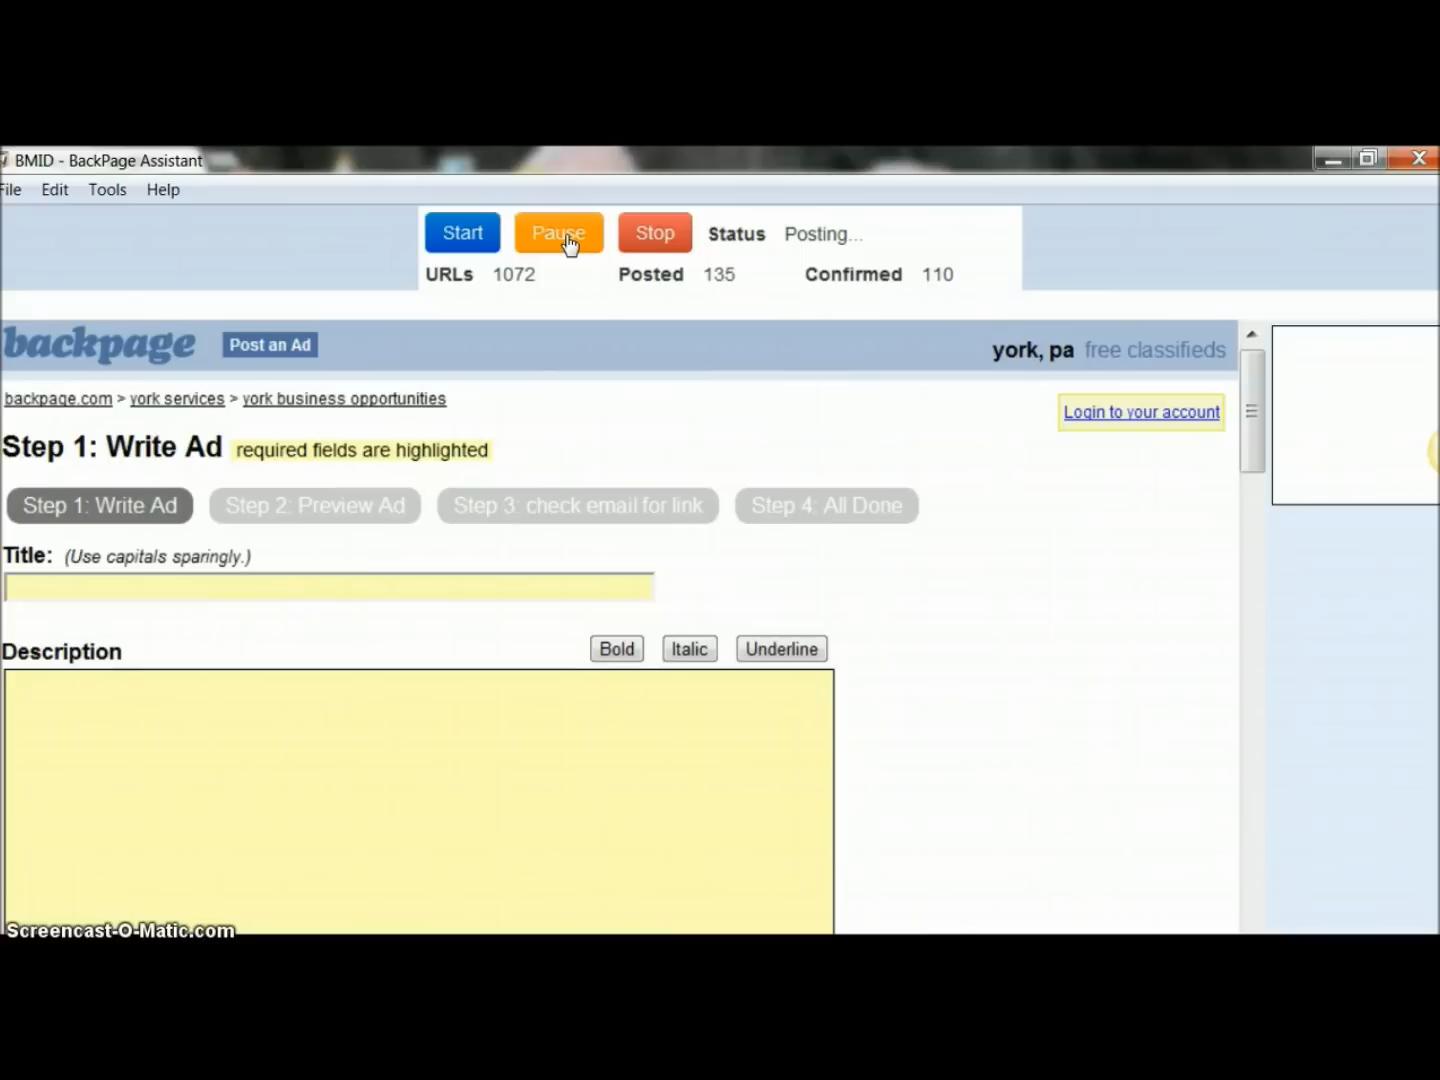 BMID - BackPage Assistant
File Edit Tools Help
Start Pause Stop Status Posting...
URLs 1072 Posted 135 Confirmed 110
backpage Post an Ad york, pa free classifieds
backpage.com > york services > york business opportunities
Login to your account
Step 1: Write Ad required fields are highlighted
Step 1: Write Ad Step 2: Preview Ad Step 3: check email for link Step 4: All Done
Title: (Use capitals sparingly.)
Description Bold Italic Underline
Screencast-O-Matic.com